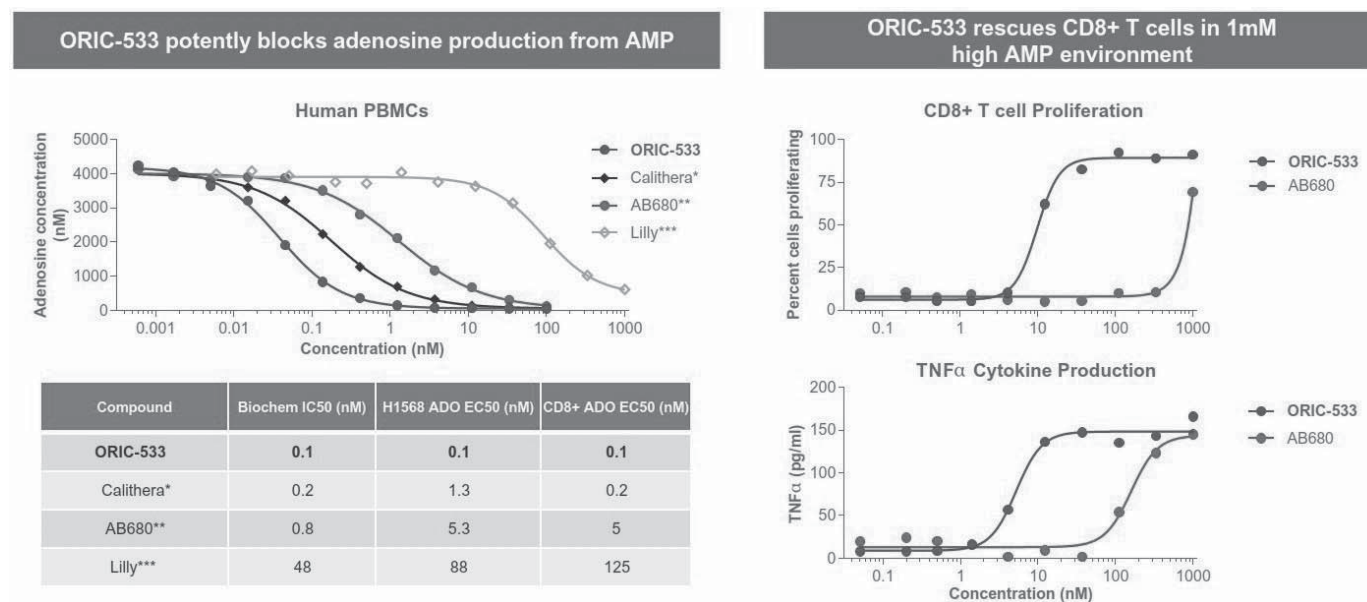 ORIC-533 potently blocks adenosine production from AMP
Human PBMCs
Adenosine concentration
(nM)
5000
4000
3000
2000
1000
0
0.001
0.01
0.1
1
10
100
1000
Concentration (nM)
ORIC-533
Calithera*
AB680**
Lilly***
Compound Biochem IC50 (nM) H1568 ADO EC50 (nM) CD8+ ADO EC50 (nM)
ORIC-533 0.1 0.1 0.1
Calithera* 0.2 1.3 0.2
AB680** 0.8 5.3 5
Lilly*** 48 88 125
ORIC-533 rescues CD8+ T cells in 1mM
high AMP environment
CD8+ T cell Proliferation
Percent cells proliferating
100
75
50
25
0
0.1
1
10
100
1000
ORIC-533
AB680
TNFα Cytokine Production
TNFα (pg/ml)
200
150
100
50
0
0.1
1
10
100
1000
Concentration (nM)
ORIC-533
AB680